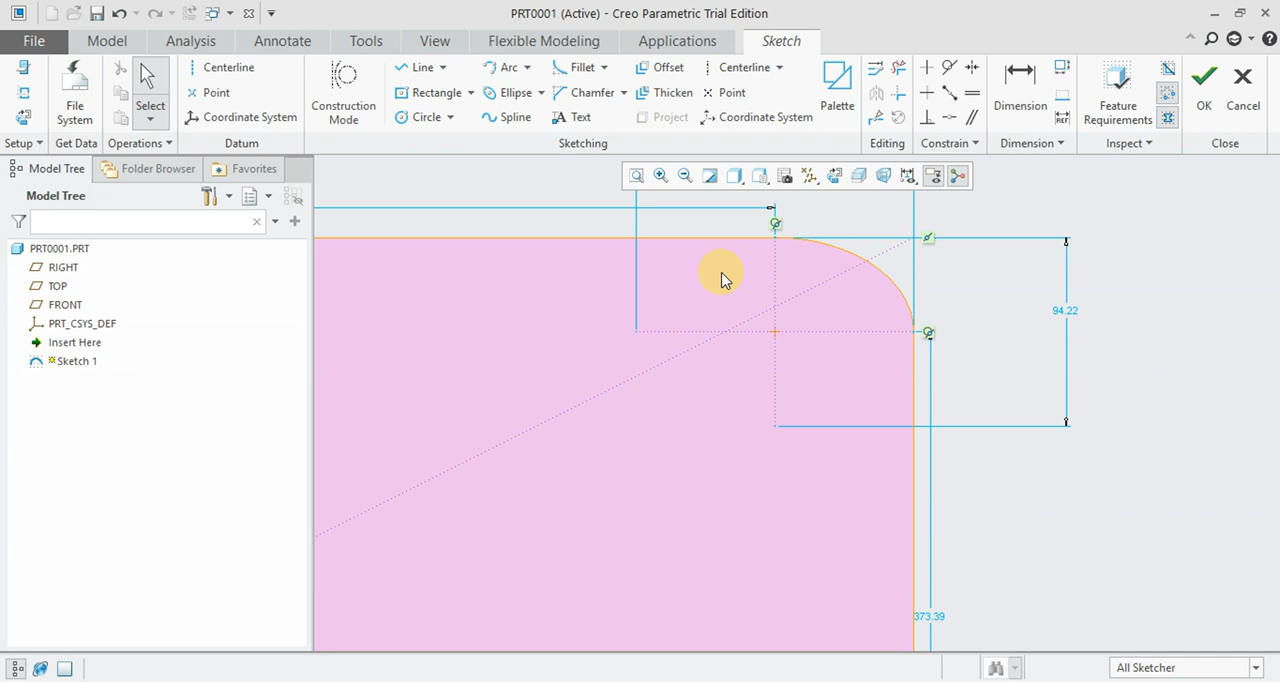 PRT0001 (Active) - Creo Parametric Trial Edition
File Model Analysis Annotate Tools View Flexible Modeling Applications Sketch
Centerline Line Arc Fillet Offset Centerline
Point Rectangle Ellipse Chamfer Thicken Point
File System Select Construction Mode Palette Dimension Feature Requirements OK Cancel
Coordinate System Circle Spline Text Project Coordinate System
Setup Get Data Operations Datum Sketching Editing Constrain Dimension Inspect Close
Model Tree Folder Browser Favorites
Model Tree
PRT0001.PRT
RIGHT
TOP
FRONT
PRT_CSYS_DEF
Insert Here
Sketch 1
94.22
373.39
All Sketcher